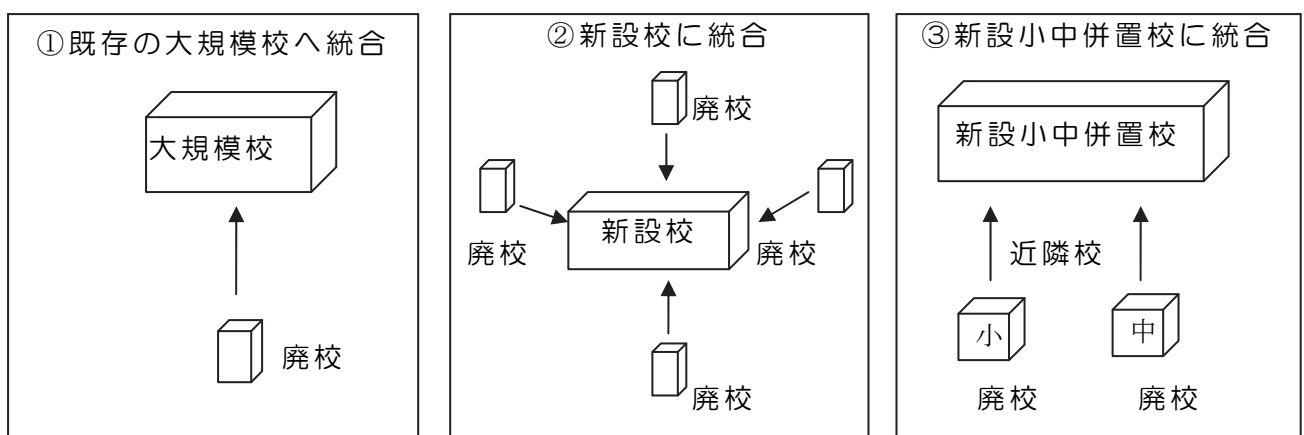 ①既存の大規模校へ統合
大規模校
廃校
②新設校に統合
廃校
廃校
新設校
廃校
廃校
③新設小中併置校に統合
新設小中併置校
近隣校
小
中
廃校
廃校